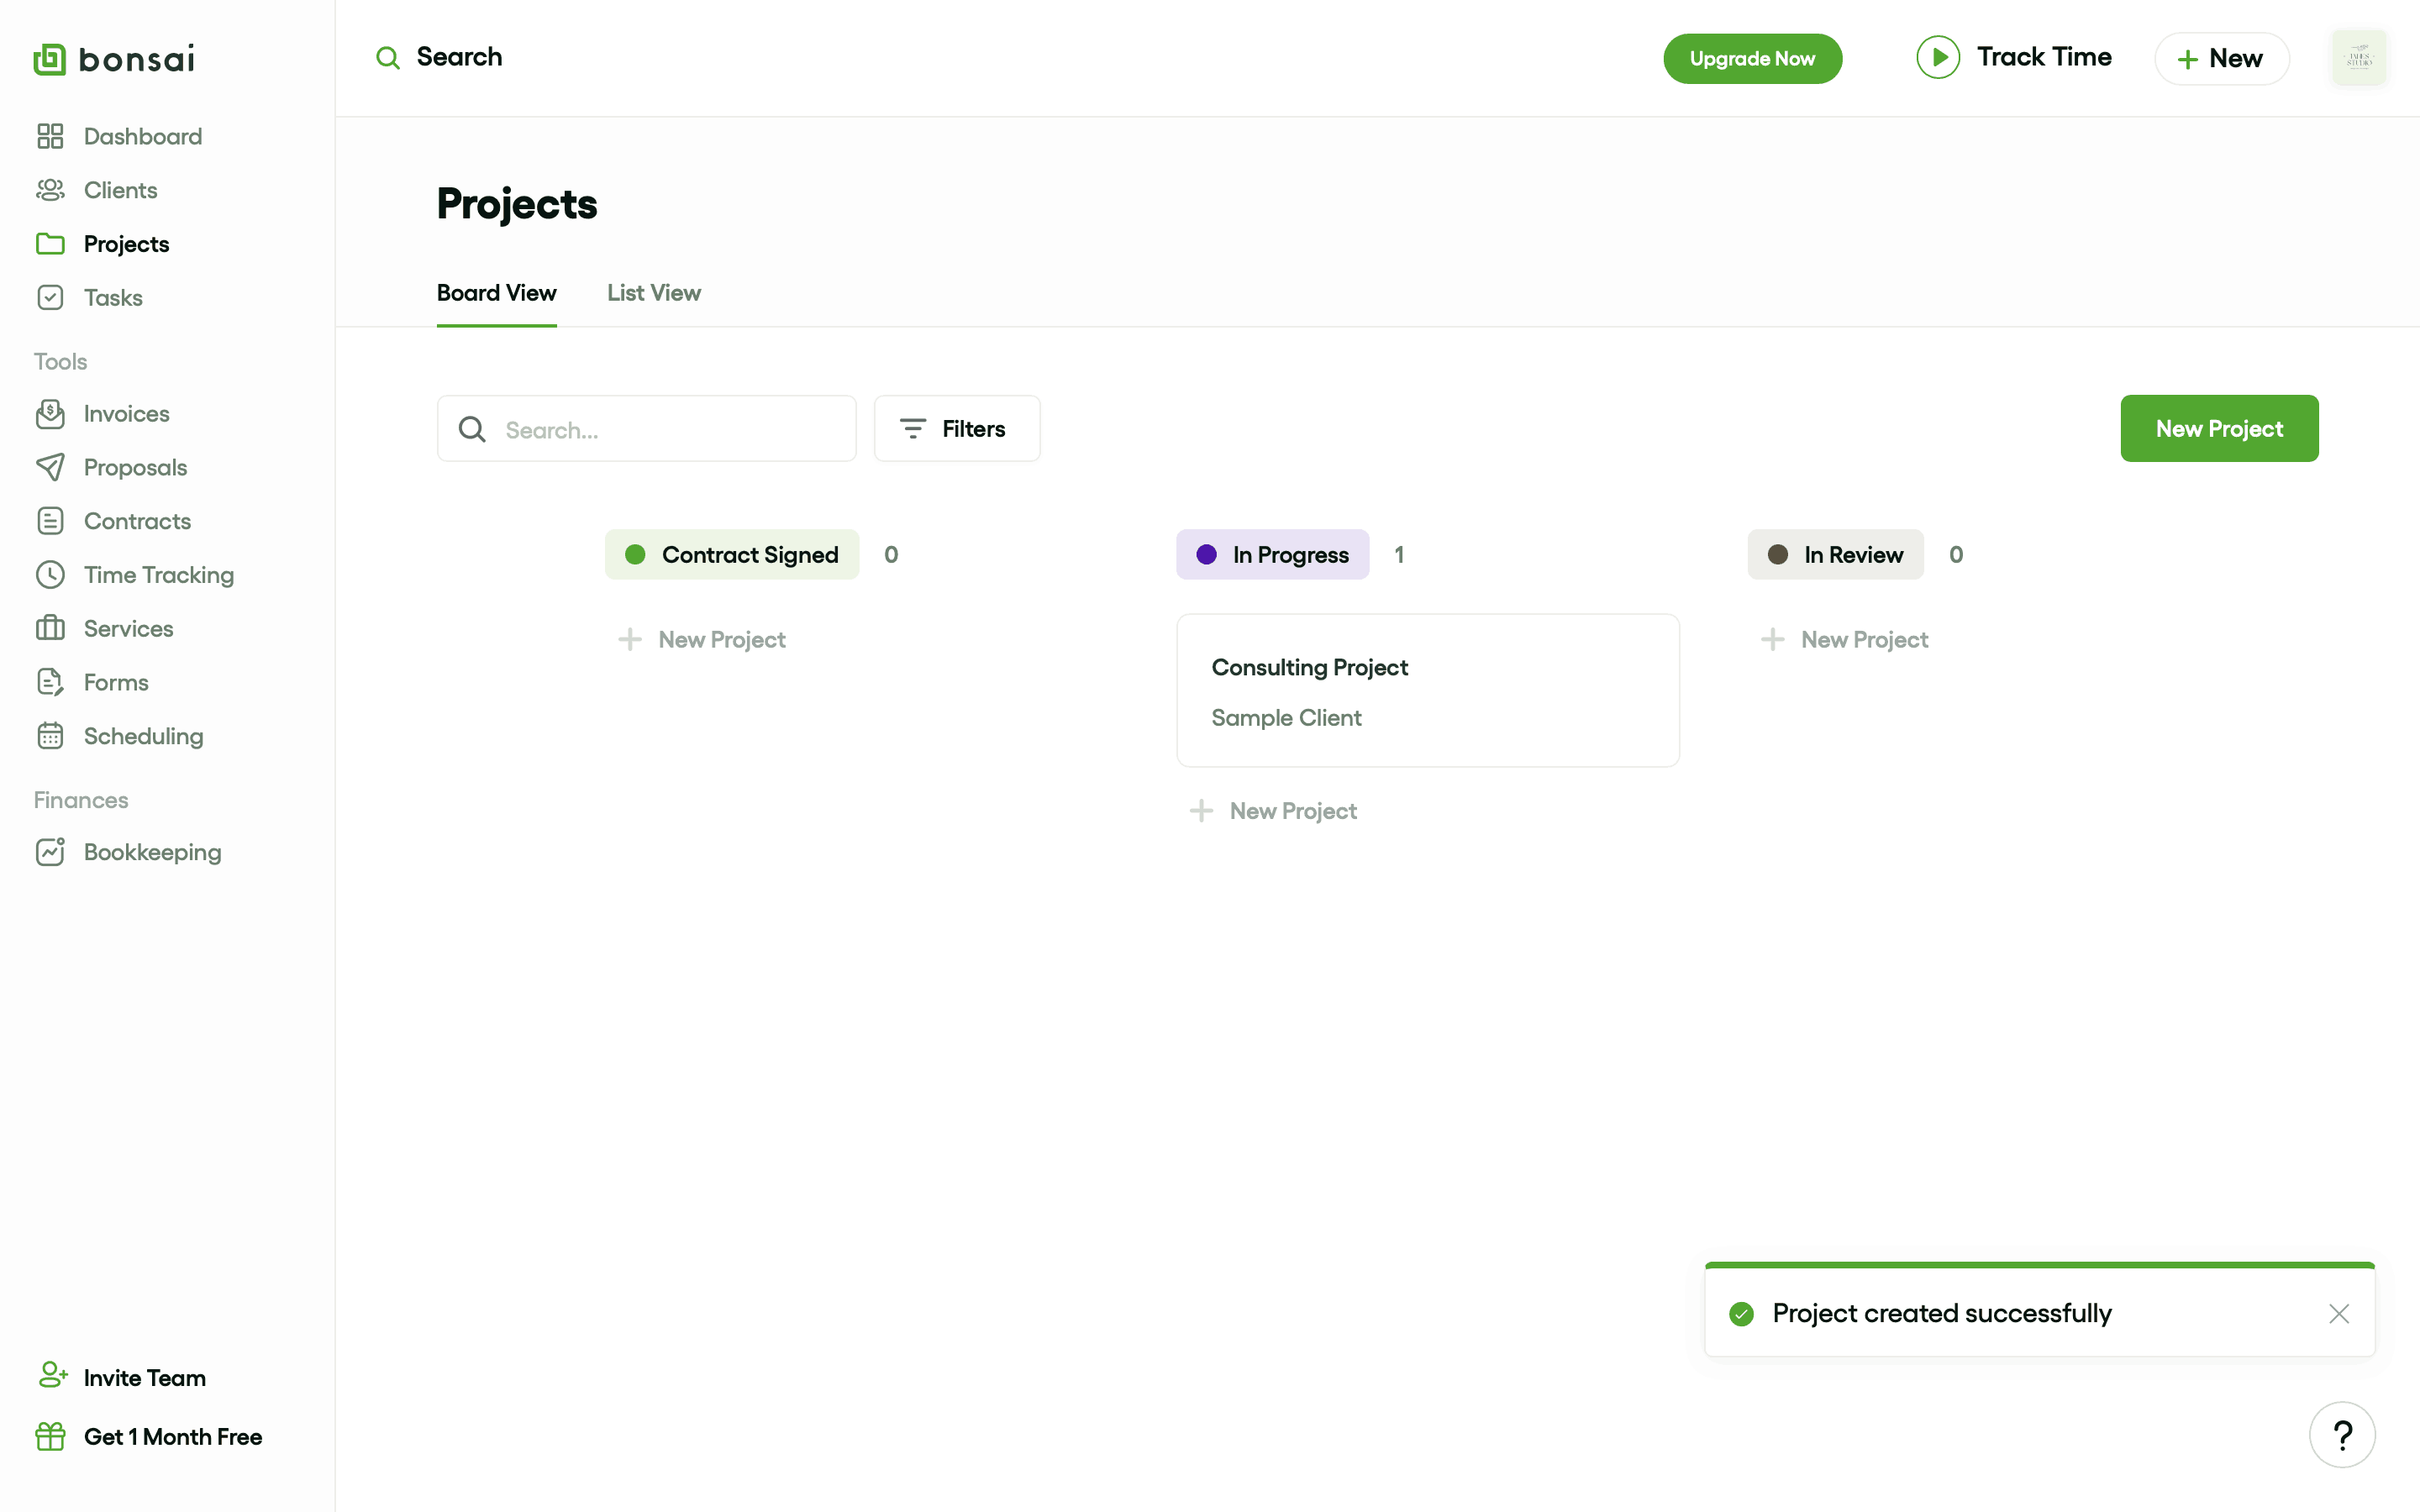 bonsai
Search
Upgrade Now
Track Time
New
Dashboard
Clients
Projects
Tasks
Tools
Invoices
Proposals
Contracts
Time Tracking
Services
Forms
Scheduling
Finances
Bookkeeping
Invite Team
Get 1 Month Free
Projects
Board View
List View
Search...
Filters
New Project
Contract Signed 0
New Project
In Progress 1
Consulting Project
Sample Client
New Project
In Review 0
New Project
Project created successfully
?